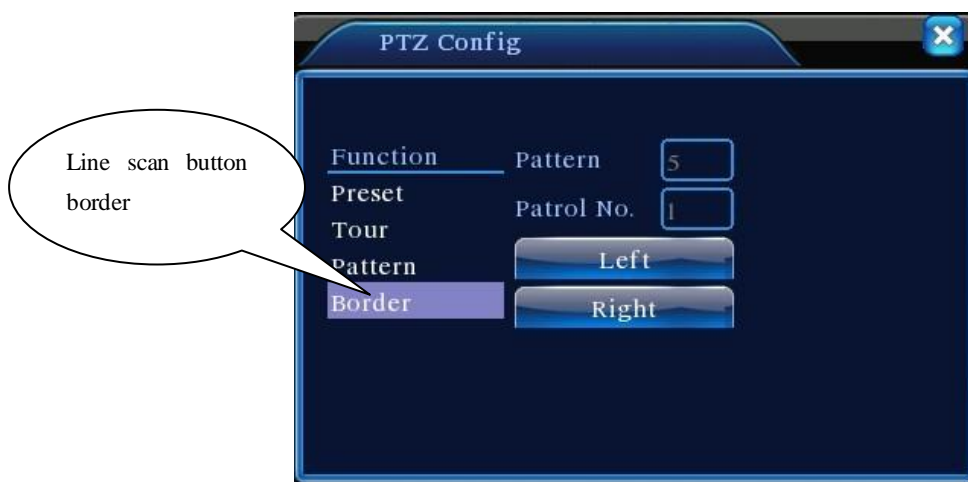 PTZ Config
Line scan button
border
Function
Preset
Tour
Pattern
Border
Pattern 5
Patrol No. 1
Left
Right